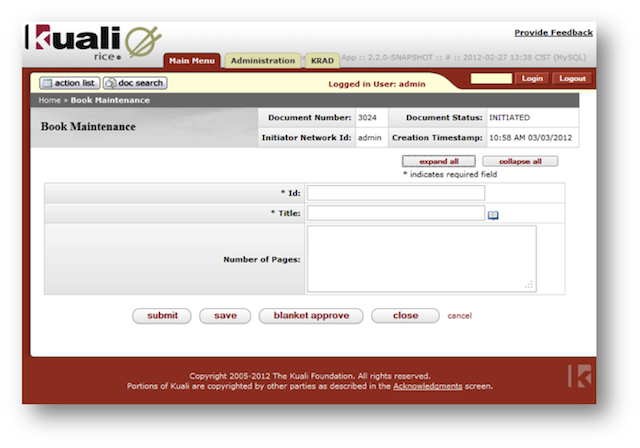 Kuali
rice
Provide Feedback
Main Menu Administration KRAD App :: 2.2.0-SNAPSHOT :: # :: 2012-02-27 13:38 CST (MySQL)
action list doc search Logged in User: admin Login Logout
Home » Book Maintenance
Book Maintenance
Document Number: 3024 Document Status: INITIATED
Initiator Network Id: admin Creation Timestamp: 10:58 AM 03/03/2012
expand all collapse all
* indicates required field
* Id:
* Title:
Number of Pages:
submit save blanket approve close cancel
Copyright 2005-2012 The Kuali Foundation. All rights reserved.
Portions of Kuali are copyrighted by other parties as described in the Acknowledgments screen.